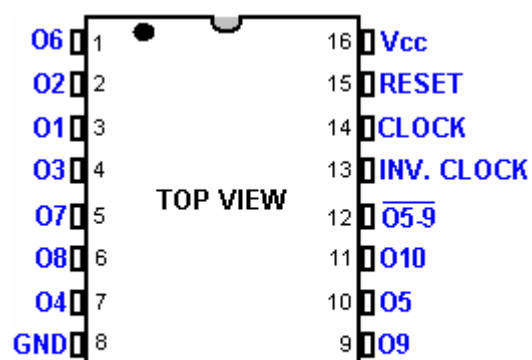 O6 1 16 Vcc
O2 2 15 RESET
O1 3 14 CLOCK
O3 4 13 INV. CLOCK
TOP VIEW
O7 5 12 O5-9
O8 6 11 O10
O4 7 10 O5
GND 8 9 O9